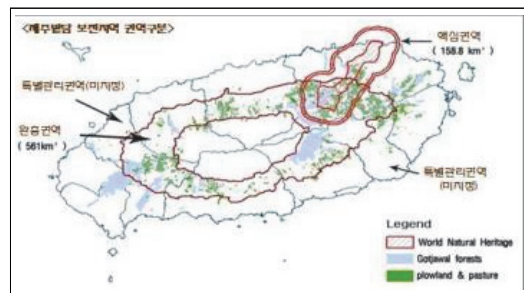 <제주밭담 보전지역 권역구분>
핵심권역
( 158.8 km² )
특별관리권역(미지정)
완충권역
( 561km² )
특별관리권역
(미지정)
Legend
World Natural Heritage
Gotjawal forests
plowland & pasture